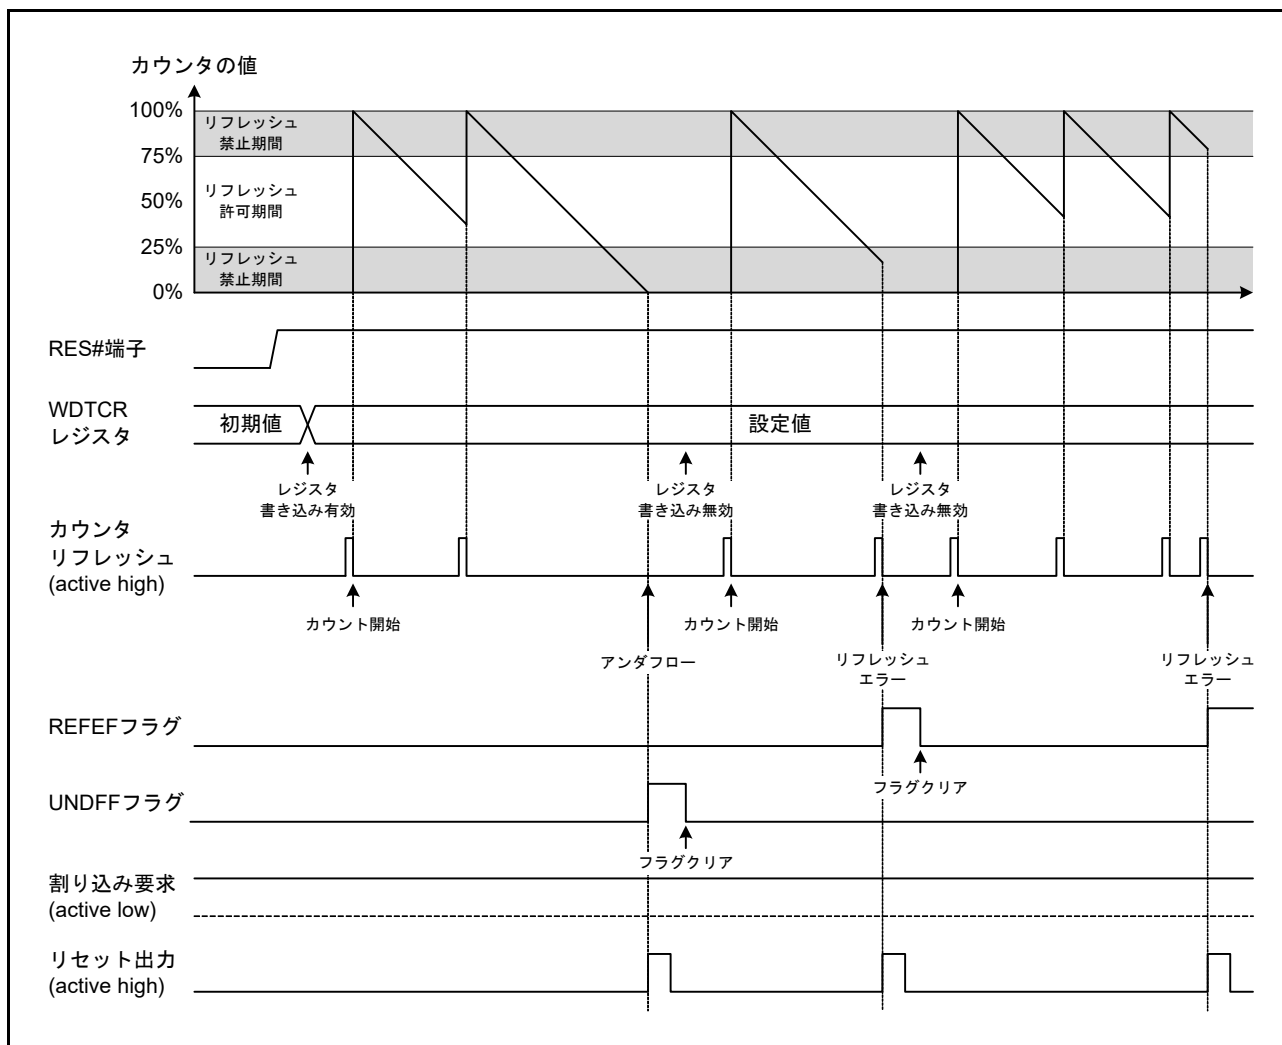 カウンタの値
100%
リフレッシュ
禁止期間
75%
50%
リフレッシュ
許可期間
25%
リフレッシュ
禁止期間
0%
RES#端子
WDTCR
レジスタ
初期値
設定値
レジスタ
書き込み有効
レジスタ
書き込み無効
レジスタ
書き込み無効
カウンタ
リフレッシュ
(active high)
カウント開始
カウント開始
カウント開始
アンダフロー
リフレッシュ
エラー
リフレッシュ
エラー
REFEFフラグ
フラグクリア
UNDFFフラグ
フラグクリア
割り込み要求
(active low)
リセット出力
(active high)